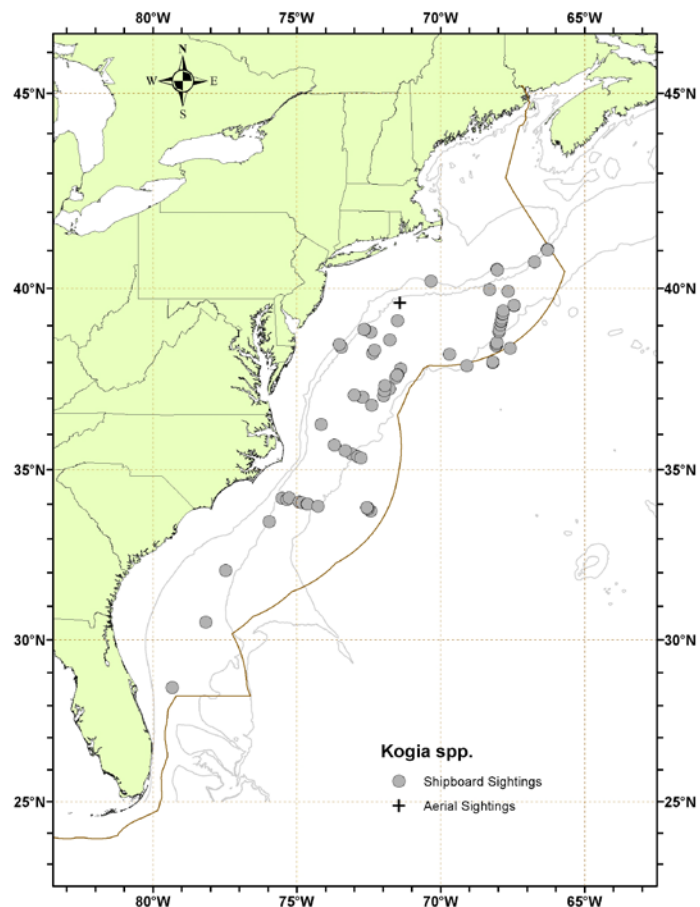 80°W 75°W 70°W 65°W
N
W E
S
45°N 45°N
40°N 40°N
35°N 35°N
30°N 30°N
Kogia spp.
Shipboard Sightings
Aerial Sightings
25°N 25°N
80°W 75°W 70°W 65°W